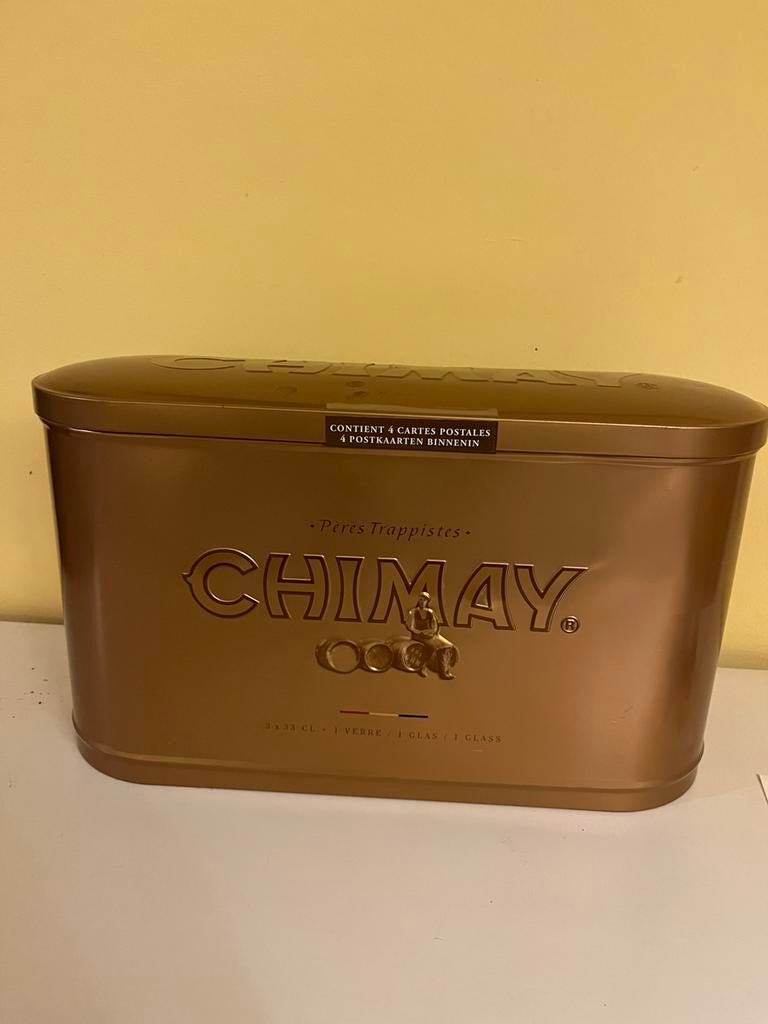 CHIMAY®
CONTIENT 4 CARTES POSTALES
4 POSTKAARTEN BINNENIN
• Pères Trappistes •
CHIMAY®
3 x 33 CL • 1 VERRE / 1 GLAS / 1 GLASS